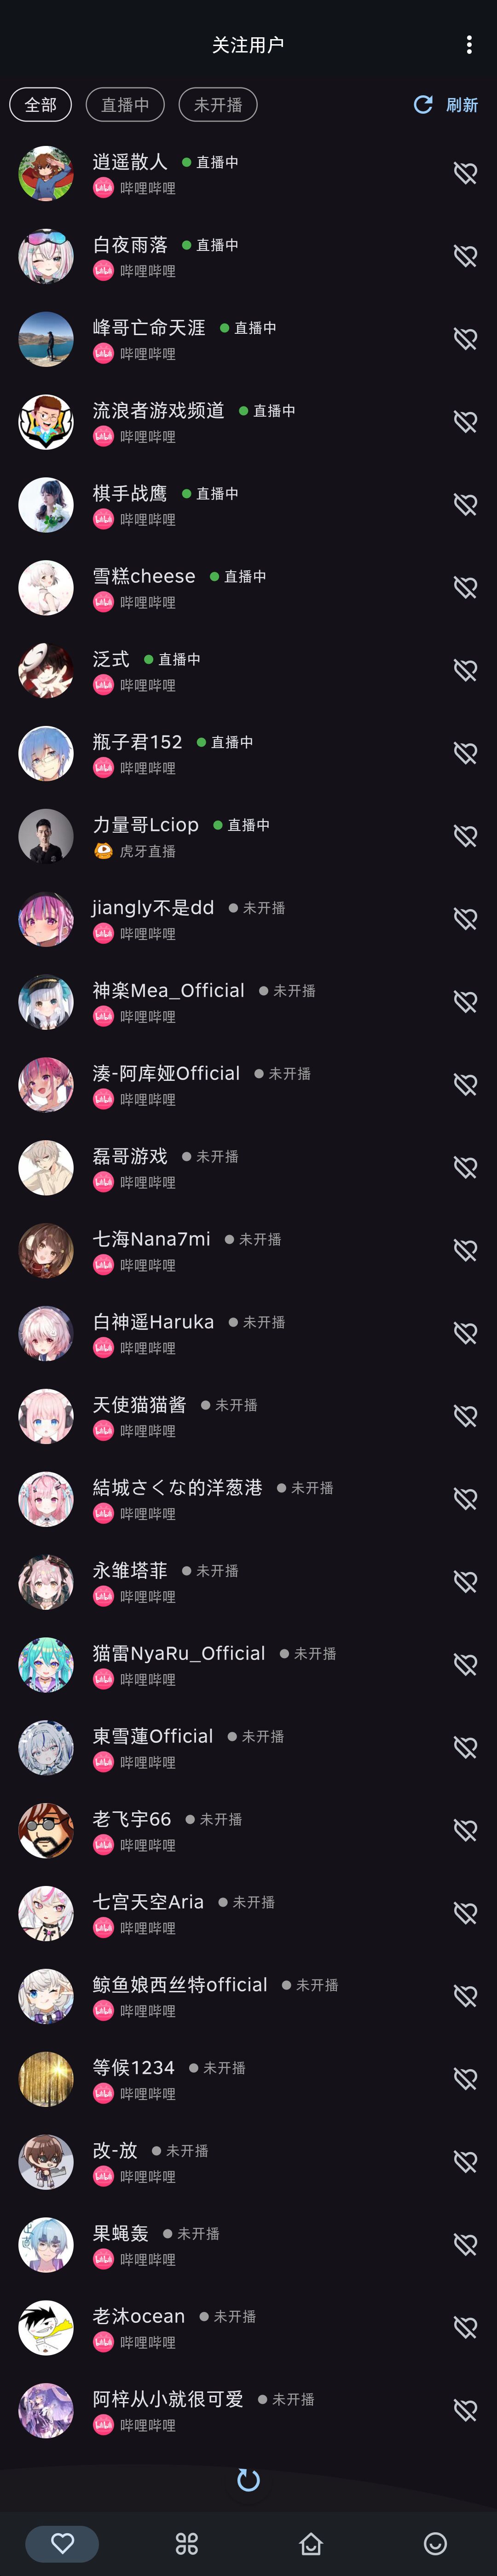 关注用户
全部 直播中 未开播 刷新
逍遥散人 直播中
哔哩哔哩
白夜雨落 直播中
哔哩哔哩
峰哥亡命天涯 直播中
哔哩哔哩
流浪者游戏频道 直播中
哔哩哔哩
棋手战鹰 直播中
哔哩哔哩
雪糕cheese 直播中
哔哩哔哩
泛式 直播中
哔哩哔哩
瓶子君152 直播中
哔哩哔哩
力量哥Lciop 直播中
虎牙直播
jiangly不是dd 未开播
哔哩哔哩
神楽Mea_Official 未开播
哔哩哔哩
湊-阿库娅Official 未开播
哔哩哔哩
磊哥游戏 未开播
哔哩哔哩
七海Nana7mi 未开播
哔哩哔哩
白神遥Haruka 未开播
哔哩哔哩
天使猫猫酱 未开播
哔哩哔哩
結城さくな的洋葱港 未开播
哔哩哔哩
永雏塔菲 未开播
哔哩哔哩
猫雷NyaRu_Official 未开播
哔哩哔哩
東雪蓮Official 未开播
哔哩哔哩
老飞宇66 未开播
哔哩哔哩
七宫天空Aria 未开播
哔哩哔哩
鲸鱼娘西丝特official 未开播
哔哩哔哩
等候1234 未开播
哔哩哔哩
改-放 未开播
哔哩哔哩
果蝇轰 未开播
哔哩哔哩
老沐ocean 未开播
哔哩哔哩
阿梓从小就很可爱 未开播
哔哩哔哩